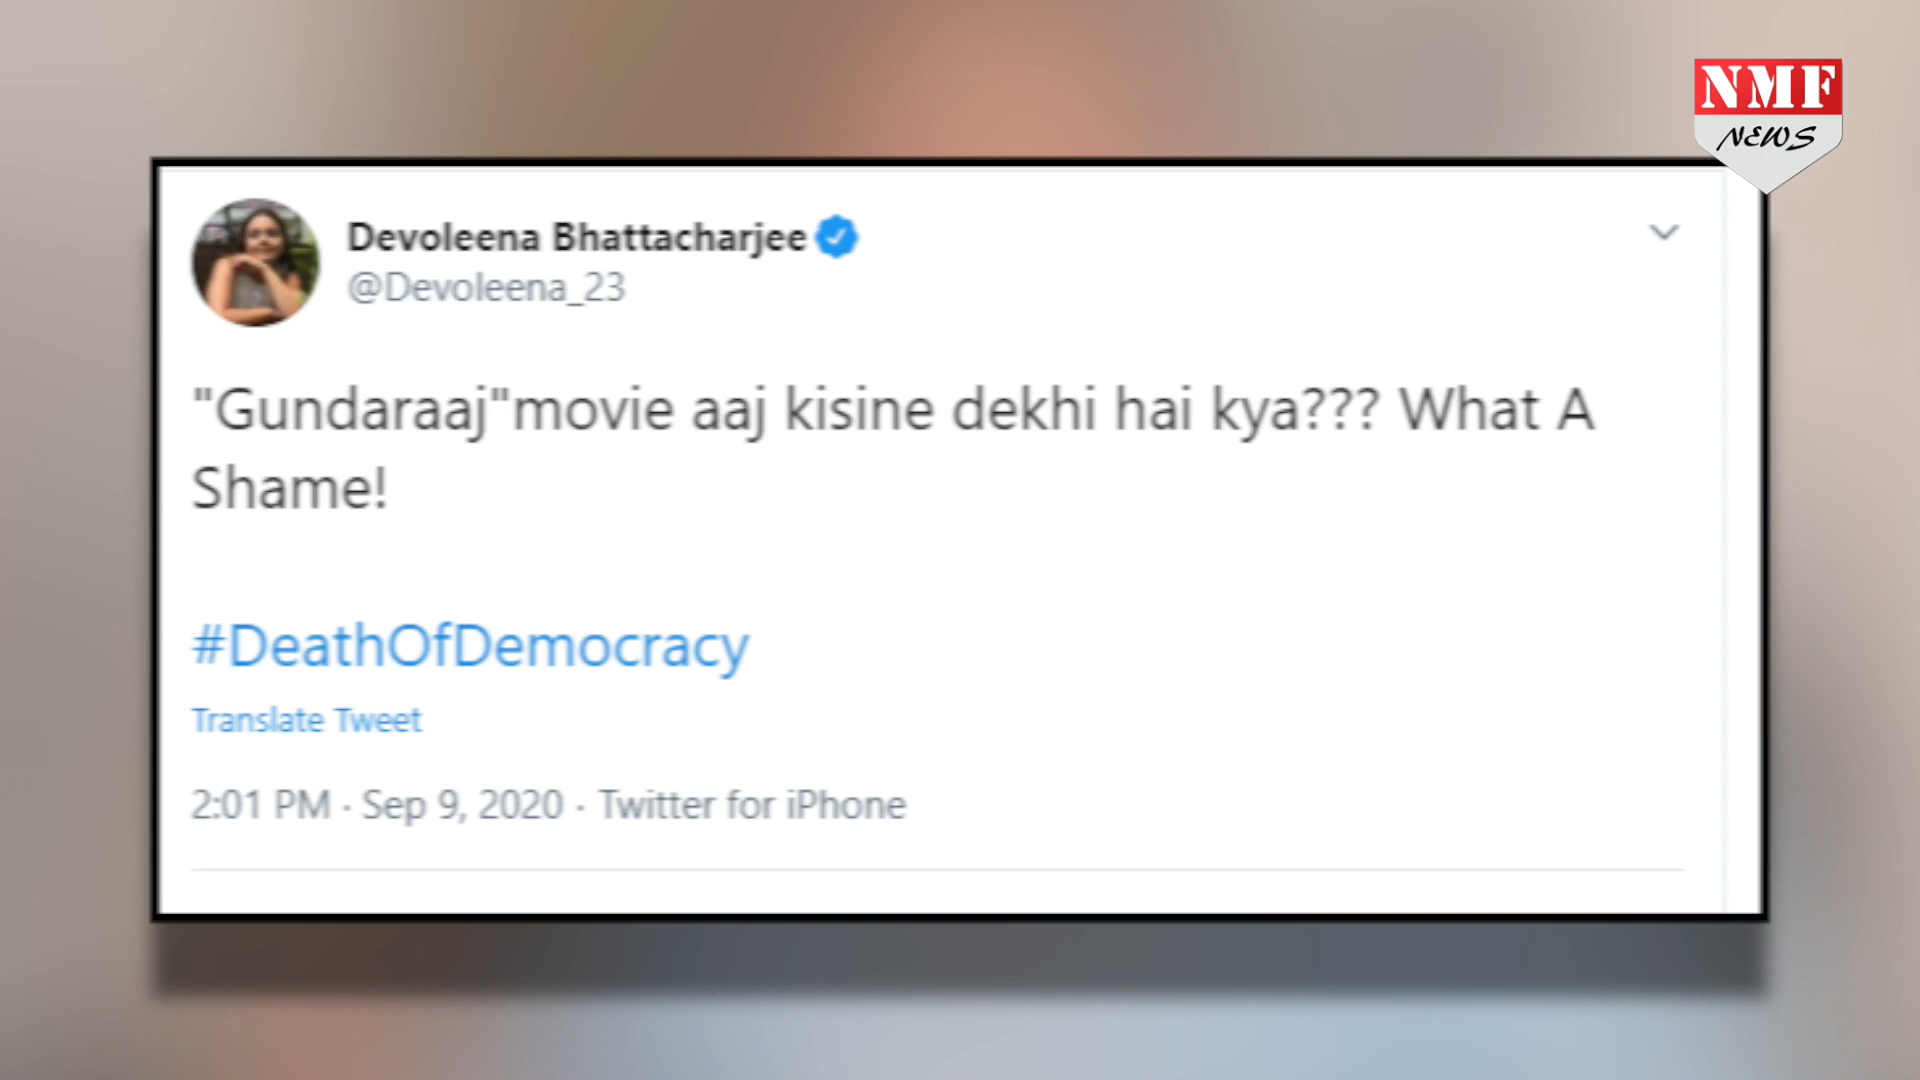 NMF
NEWS
Devoleena Bhattacharjee
@Devoleena_23
"Gundaraaj"movie aaj kisine dekhi hai kya??? What A
Shame!
#DeathOfDemocracy
Translate Tweet
2:01 PM · Sep 9, 2020 · Twitter for iPhone